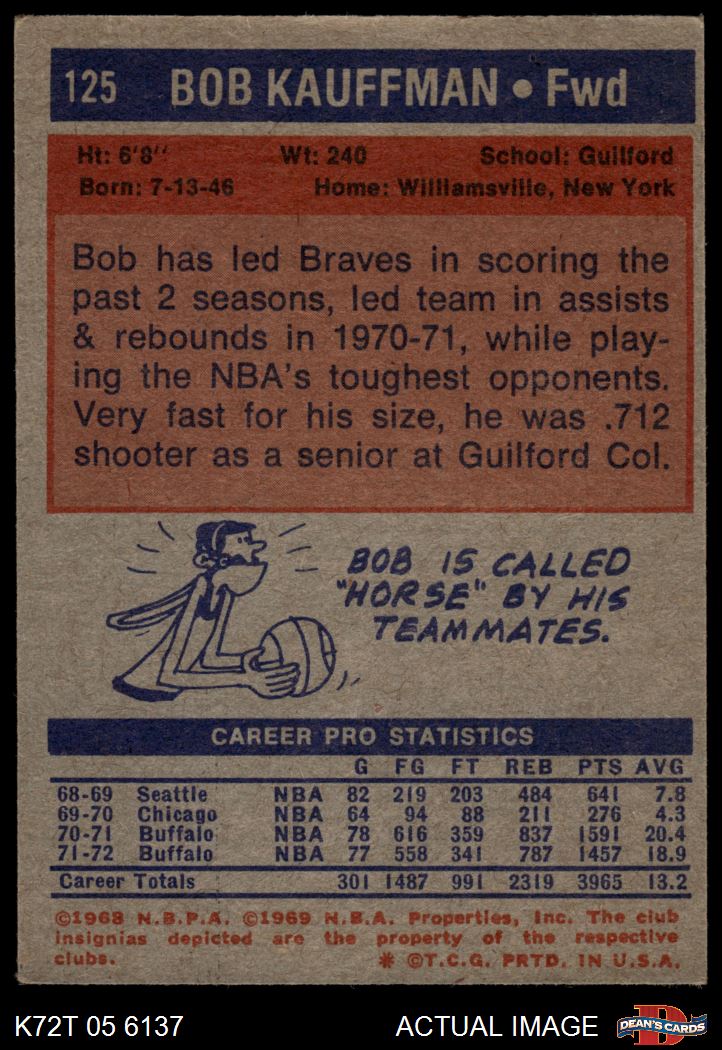 125 BOB KAUFFMAN • Fwd
Ht: 6'8'' Wt: 240 School: Guilford
Born: 7-13-46 Home: Williamsville, New York
Bob has led Braves in scoring the
past 2 seasons, led team in assists
& rebounds in 1970-71, while play-
ing the NBA's toughest opponents.
Very fast for his size, he was .712
shooter as a senior at Guilford Col.
BOB IS CALLED
"HORSE" BY HIS
TEAMMATES.
CAREER PRO STATISTICS
G FG FT REB PTS AVG
68-69 Seattle NBA 82 219 203 484 641 7.8
69-70 Chicago NBA 64 94 88 211 276 4.3
70-71 Buffalo NBA 78 616 359 837 1591 20.4
71-72 Buffalo NBA 77 558 341 787 1457 18.9
Career Totals 301 1487 991 2319 3965 13.2
©1968 N.B.P.A. ©1969 N.B.A. Properties, Inc. The club
insignias depicted are the property of the respective
clubs. * ©T.C.G. PRTD. IN U.S.A.
K72T 05 6137 ACTUAL IMAGE D DEAN'S CARDS